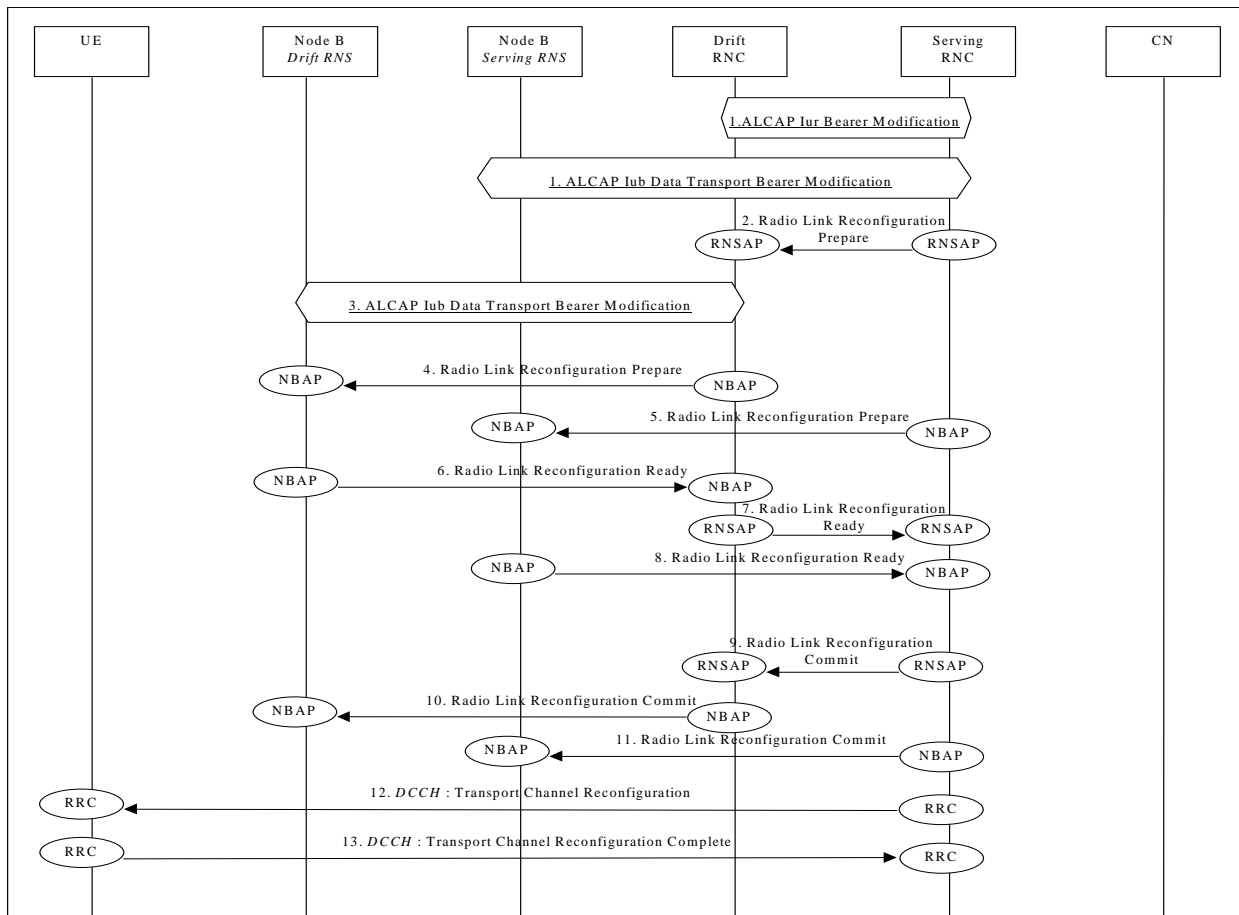 UE
Node B
Drift RNS
Node B
Serving RNS
Drift
RNC
Serving
RNC
CN
1.ALCAP Iur Bearer Modification
1. ALCAP Iub Data Transport Bearer Modification
2. Radio Link Reconfiguration
Prepare
RNSAP
RNSAP
3. ALCAP Iub Data Transport Bearer Modification
4. Radio Link Reconfiguration Prepare
NBAP
NBAP
5. Radio Link Reconfiguration Prepare
NBAP
NBAP
6. Radio Link Reconfiguration Ready
NBAP
NBAP
7. Radio Link Reconfiguration
Ready
RNSAP
RNSAP
8. Radio Link Reconfiguration Ready
NBAP
NBAP
9. Radio Link Reconfiguration
Commit
RNSAP
RNSAP
10. Radio Link Reconfiguration Commit
NBAP
NBAP
11. Radio Link Reconfiguration Commit
NBAP
NBAP
12. DCCH : Transport Channel Reconfiguration
RRC
RRC
13. DCCH : Transport Channel Reconfiguration Complete
RRC
RRC